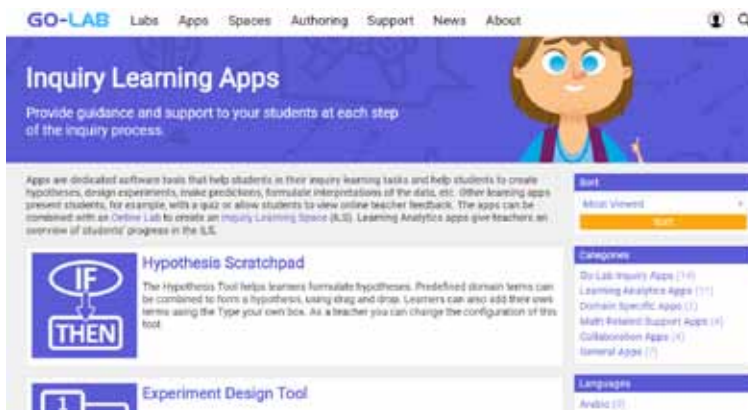 GO-LAB Labs Apps Spaces Authoring Support News About
Inquiry Learning Apps
Provide guidance and support to your students at each step
of the inquiry process.
Apps are dedicated software tools that help students in their inquiry learning tasks and help students to create
hypotheses, design experiments, make predictions, formulate interpretations of the data, etc. Other learning apps
present students, for example, with a quiz or allow students to view online teacher feedback. The apps can be
combined with an Online Lab to create an Inquiry Learning Space (ILS). Learning Analytics apps give teachers an
overview of students' progress in the ILS.
Sort
Most Viewed
Sort
IF
THEN
Hypothesis Scratchpad
The Hypothesis Tool helps learners formulate hypotheses. Predefined domain terms can
be combined to form a hypothesis, using drag and drop. Learners can also add their own
terms using the Type your own box. As a teacher you can change the configuration of this
tool.
Categories
Go-Lab Inquiry Apps (14)
Learning Analytics Apps (11)
Domain Specific Apps
Math Related Support Apps (4)
Collaboration Apps (4)
General Apps (7)
1
Experiment Design Tool
Languages
Arabic